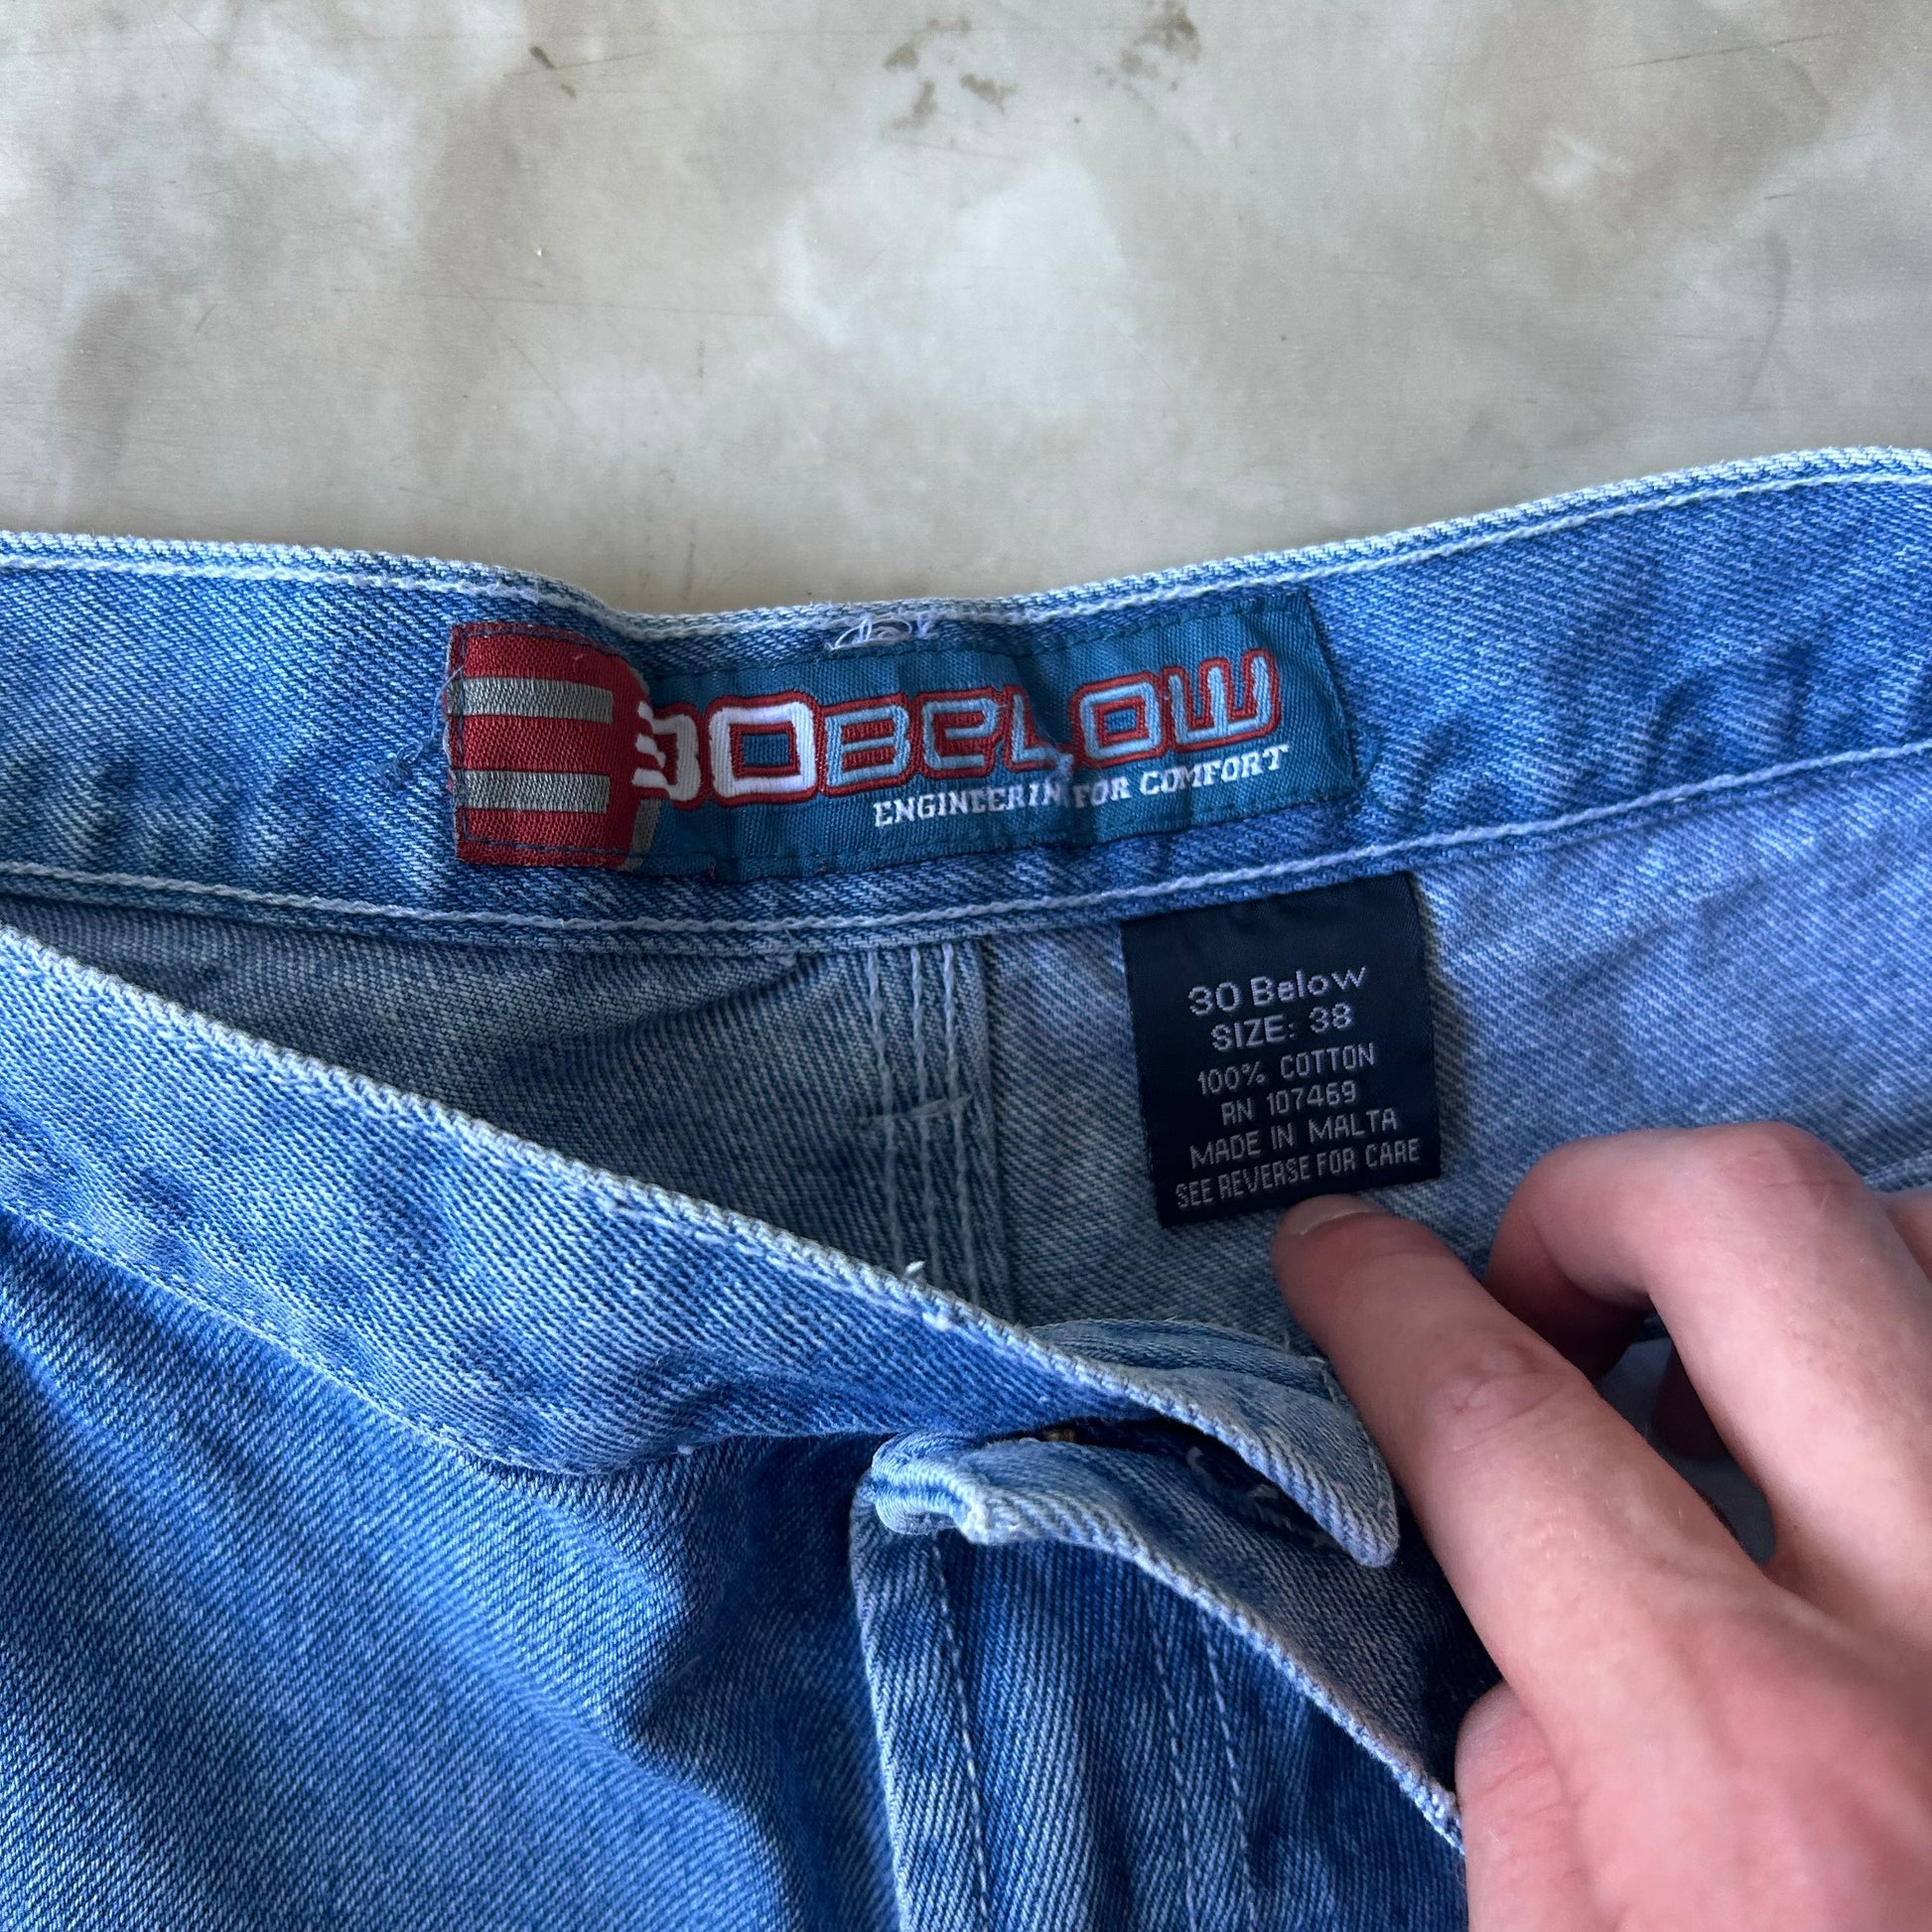 30BELOW
ENGINEERIN FOR COMFORT
30 Below
SIZE: 38
100% COTTON
RN 107469
MADE IN MALTA
SEE REVERSE FOR CARE